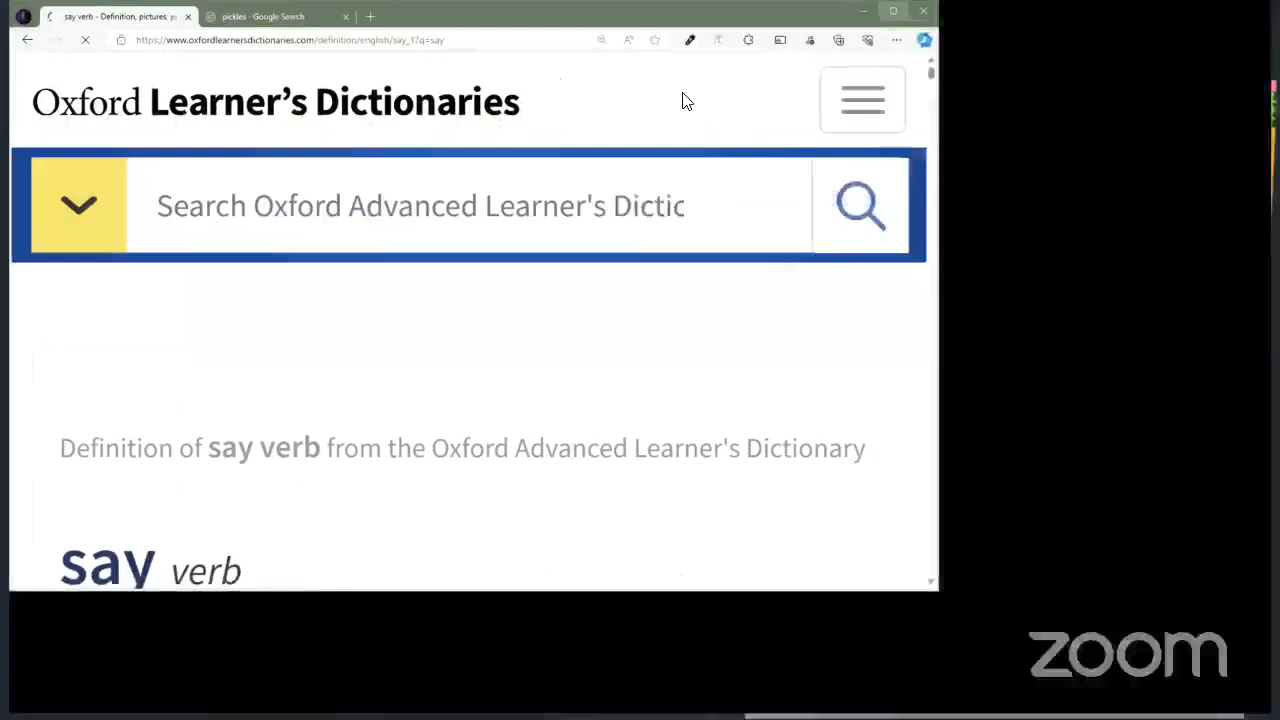 say verb - Definition, pictures, p
pickles - Google Search
https://www.oxfordlearnersdictionaries.com/definition/english/say_1?q=say
Oxford Learner's Dictionaries
Search Oxford Advanced Learner's Dictic
Definition of say verb from the Oxford Advanced Learner's Dictionary
say verb
zoom